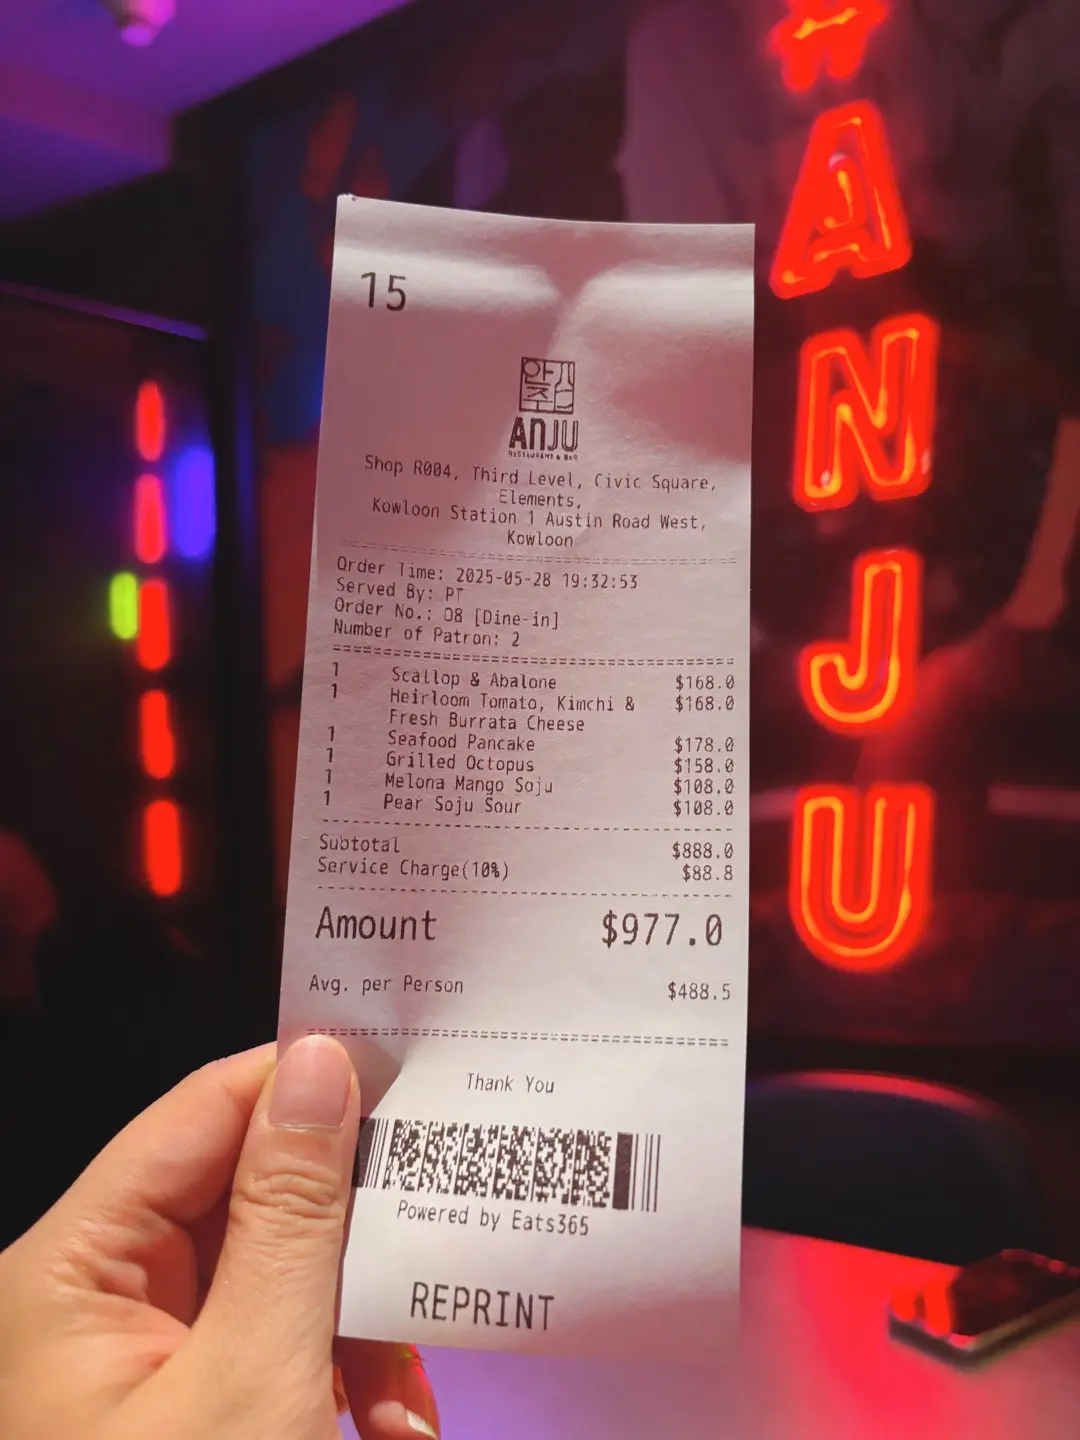 #ANJU
15
안주
ANJU
RESTAURANT & BAR
Shop R004, Third Level, Civic Square,
Elements,
Kowloon Station 1 Austin Road West,
Kowloon
Order Time: 2025-05-28 19:32:53
Served By: PT
Order No.: D8 [Dine-in]
Number of Patron: 2
1 Scallop & Abalone $168.0
1 Heirloom Tomato, Kimchi & $168.0
Fresh Burrata Cheese
1 Seafood Pancake $178.0
1 Grilled Octopus $158.0
1 Melona Mango Soju $108.0
1 Pear Soju Sour $108.0
Subtotal $888.0
Service Charge(10%) $88.8
Amount $977.0
Avg. per Person $488.5
Thank You
Powered by Eats365
REPRINT